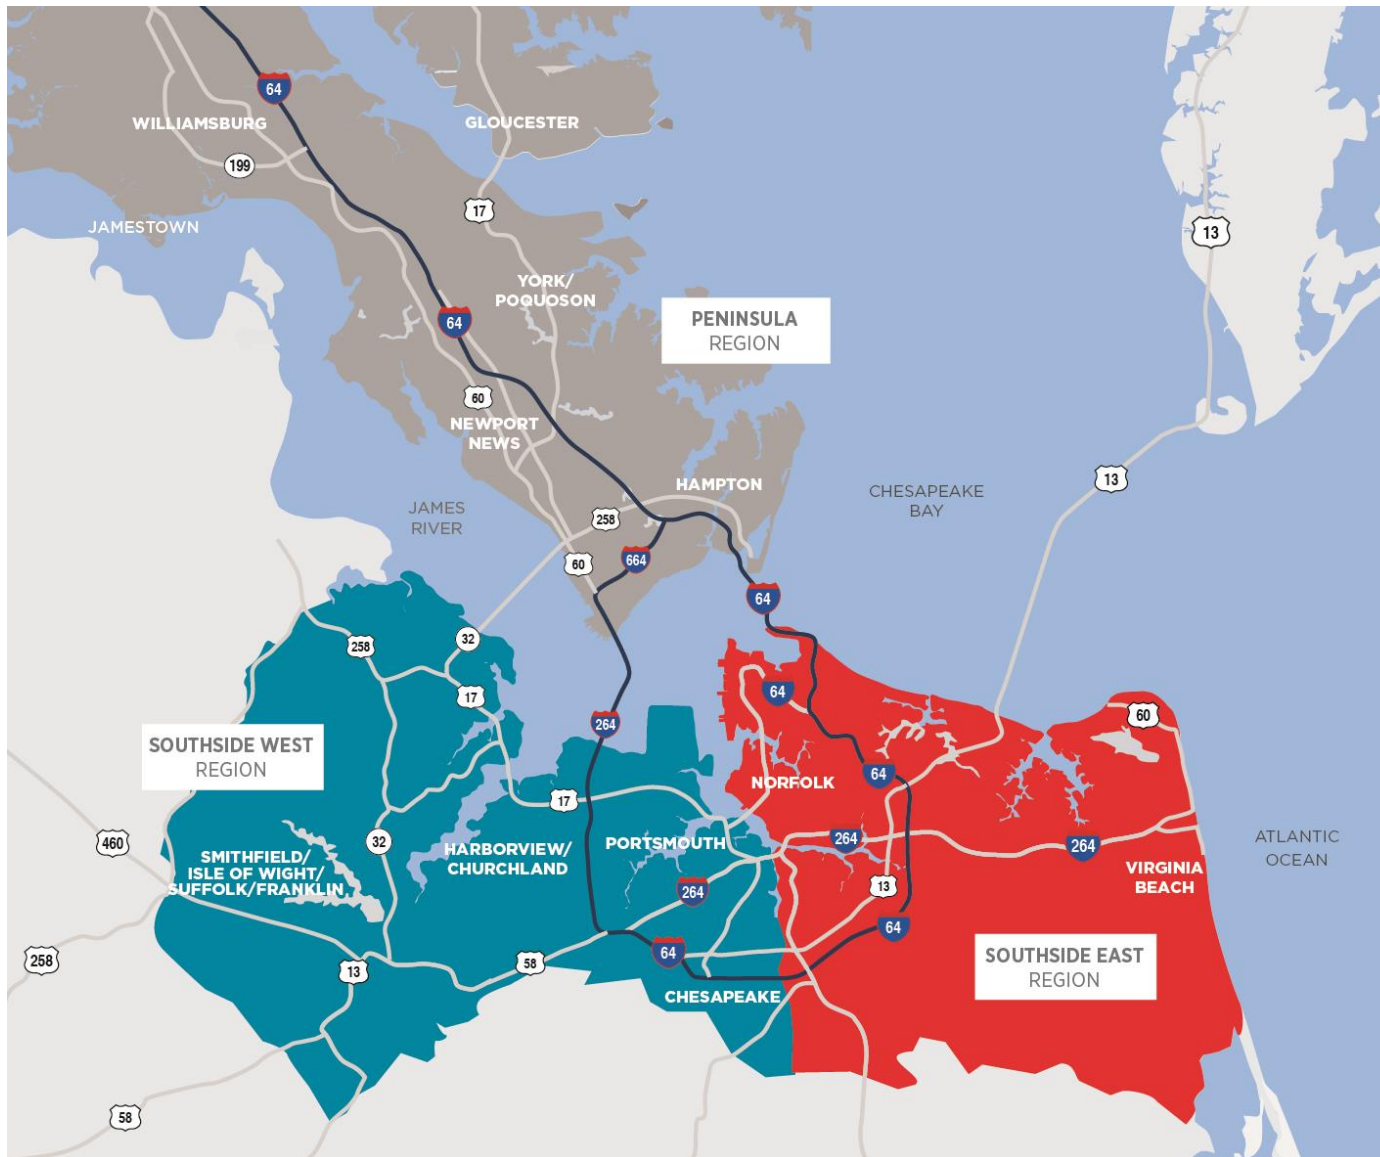 64
WILLIAMSBURG
GLOUCESTER
199
17
JAMESTOWN
13
YORK/
POQUOSON
64
PENINSULA
REGION
60
NEWPORT
NEWS
13
HAMPTON
CHESAPEAKE
BAY
JAMES
RIVER
258
664
60
64
32
258
64
17
60
264
SOUTHSIDE WEST
REGION
64
NORFOLK
17
460
32
264
264
ATLANTIC
OCEAN
PORTSMOUTH
HARBORVIEW/
CHURCHLAND
SMITHFIELD/
ISLE OF WIGHT/
SUFFOLK/FRANKLIN
VIRGINIA
BEACH
264
13
64
64
258
13
58
SOUTHSIDE EAST
REGION
CHESAPEAKE
58